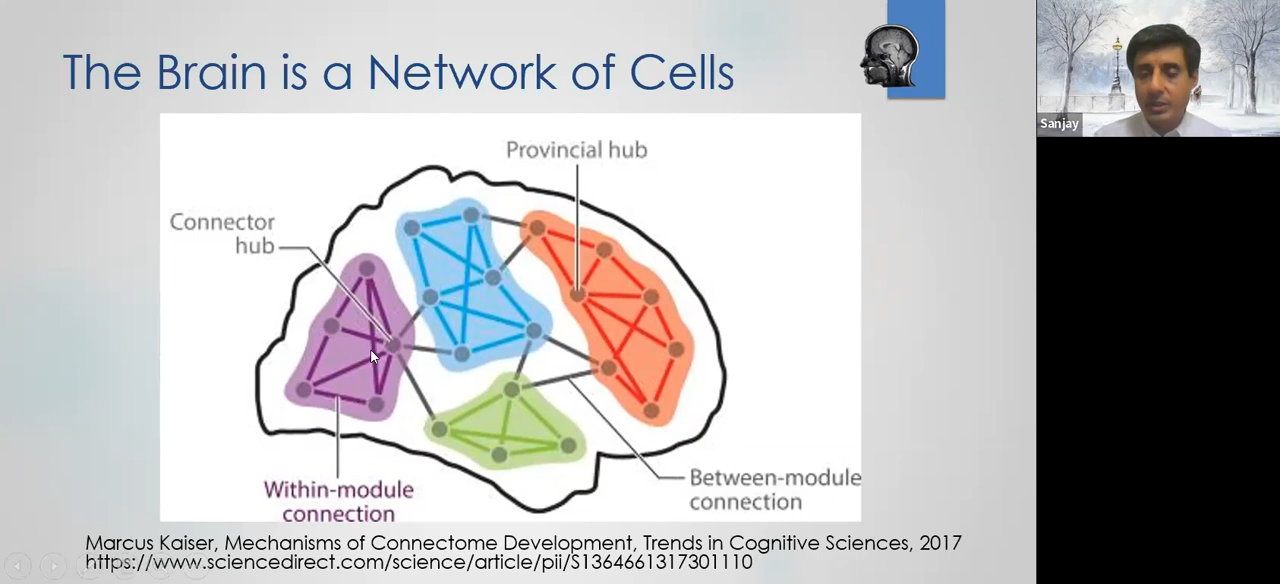 The Brain is a Network of Cells
Sanjay
Provincial hub
Connector
hub
Within-module
connection
Between-module
connection
Marcus Kaiser, Mechanisms of Connectome Development, Trends in Cognitive Sciences, 2017
https://www.sciencedirect.com/science/article/pii/S1364661317301110